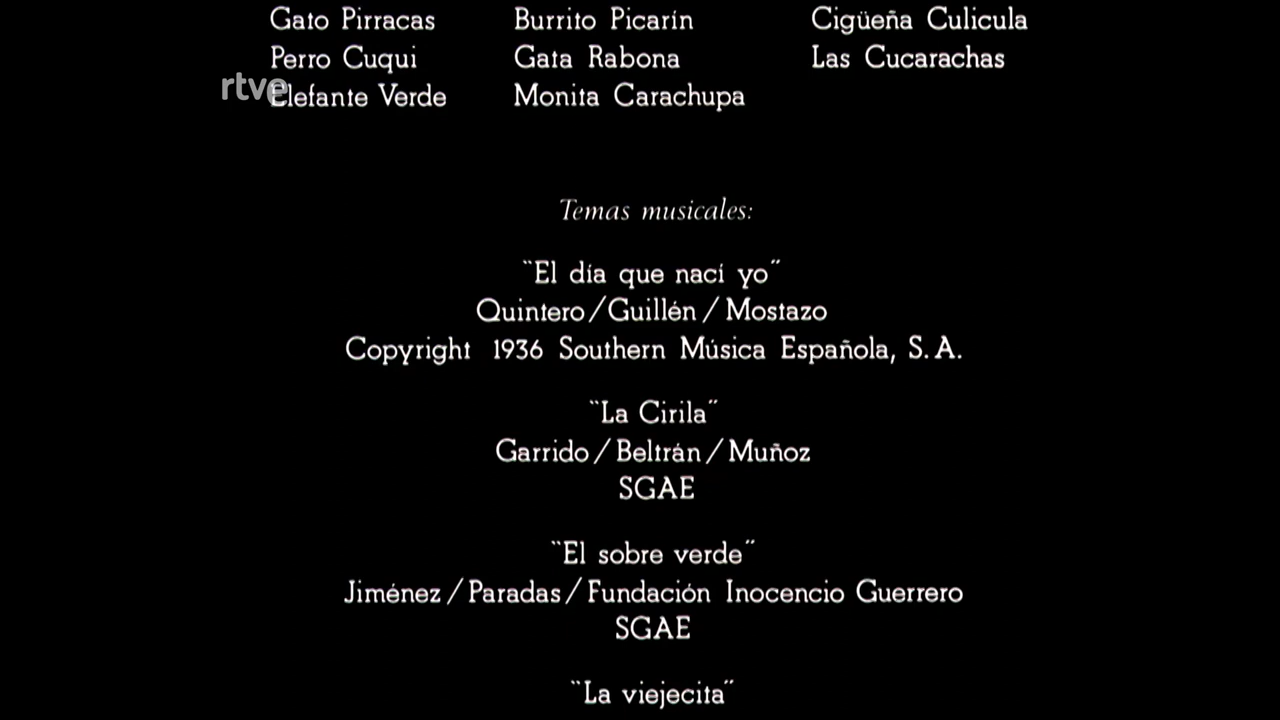 Gato Pirracas Burrito Picarín Cigüeña Culicula
Perro Cuqui Gata Rabona Las Cucarachas
rtve
Elefante Verde Monita Carachupa
Temas musicales:
"El día que nací yo"
Quintero/Guillén/Mostazo
Copyright 1936 Southern Música Española, S.A.
"La Cirila"
Garrido/Beltrán/Muñoz
SGAE
"El sobre verde"
Jiménez/Paradas/Fundación Inocencio Guerrero
SGAE
"La viejecita"